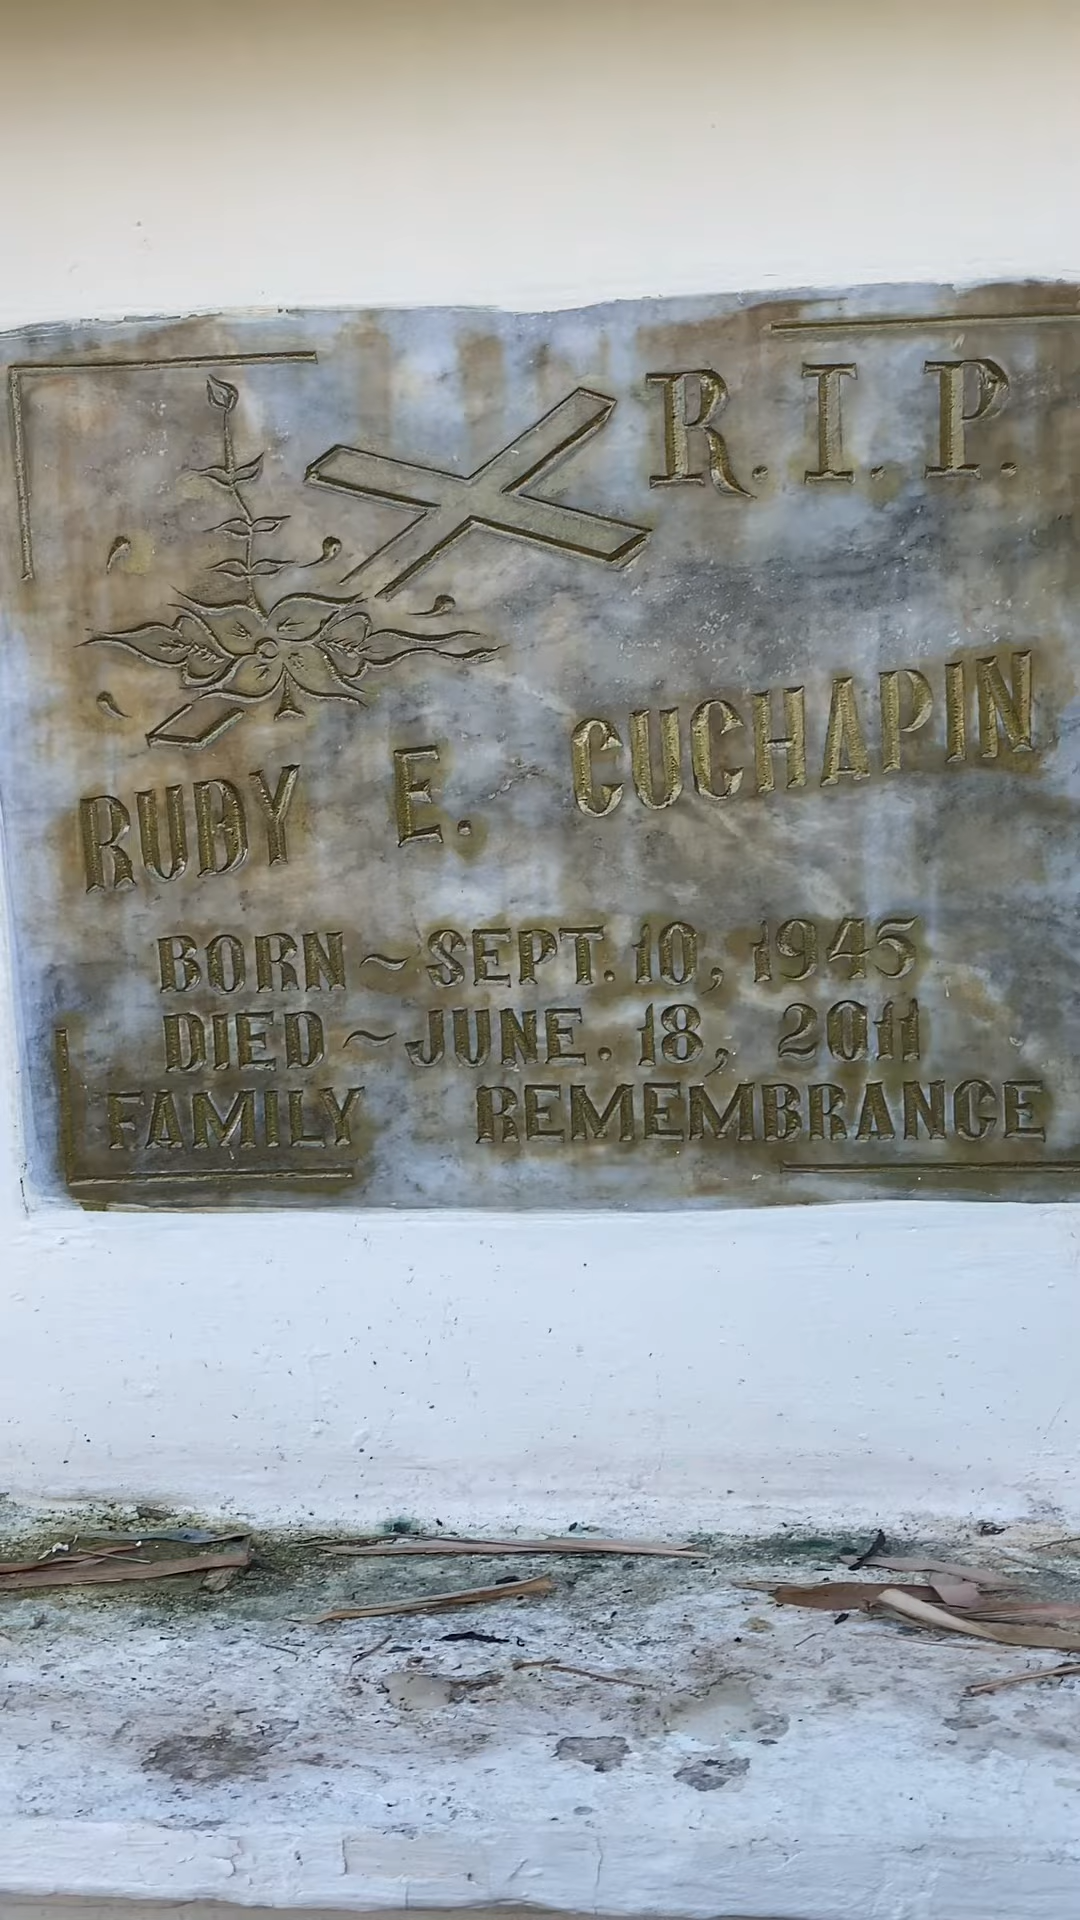 R.I.P.
RUBY E. CUCHAPIN
BORN~SEPT. 10, 1945
DIED~JUNE. 18, 2011
FAMILY REMEMBRANCE